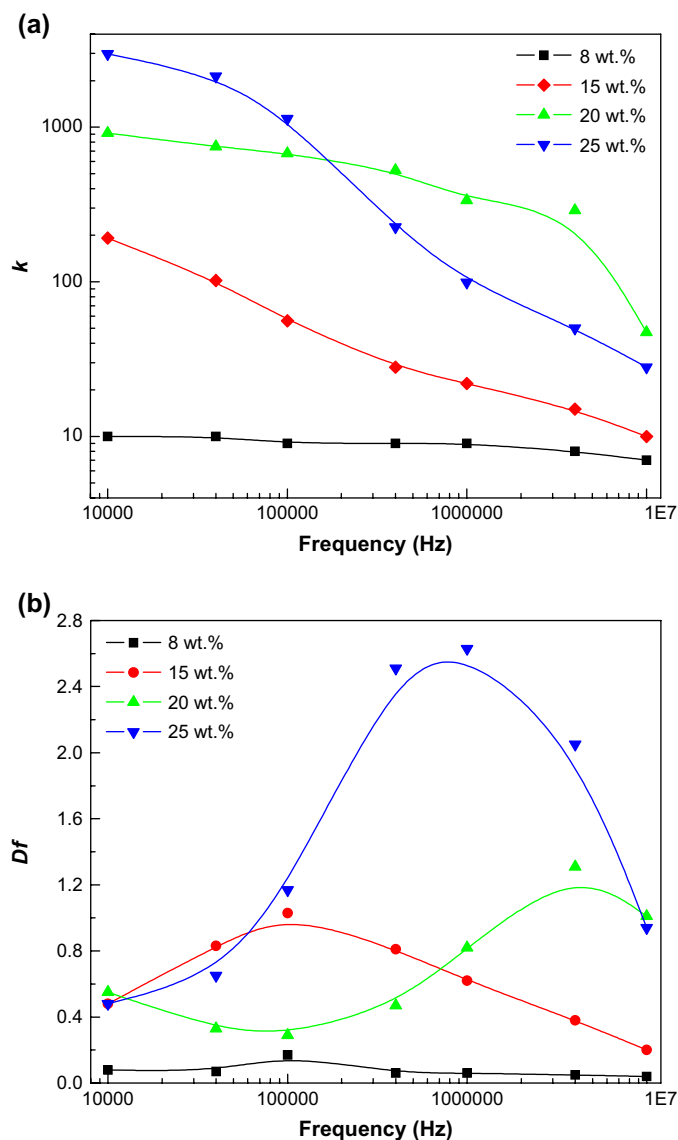 (a)
1000
100
10
k
8 wt.%
15 wt.%
20 wt.%
25 wt.%
10000 100000 1000000 1E7
Frequency (Hz)
(b)
2.8
2.4
2.0
1.6
1.2
0.8
0.4
0.0
Df
8 wt.%
15 wt.%
20 wt.%
25 wt.%
10000 100000 1000000 1E7
Frequency (Hz)